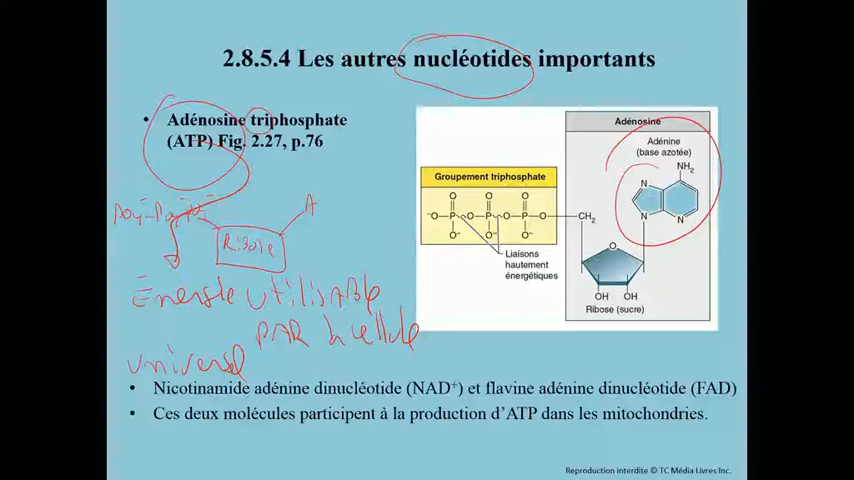 2.8.5.4 Les autres nucléotides importants
• Adénosine triphosphate
(ATP) Fig. 2.27, p.76
Adénosine
Adénine
(base azotée)
NH2
Groupement triphosphate
N
N
N
N
O O O
⁻O—P—O—P—O—P—O—CH2
O⁻ O⁻ O⁻
Liaisons
hautement
énergétiques
O
OH OH
Ribose (sucre)
A
Ribose
Énergie utilisable
PAR la cellule
universel
• Nicotinamide adénine dinucléotide (NAD⁺) et flavine adénine dinucléotide (FAD)
• Ces deux molécules participent à la production d’ATP dans les mitochondries.
Reproduction interdite © TC Média Livres Inc.